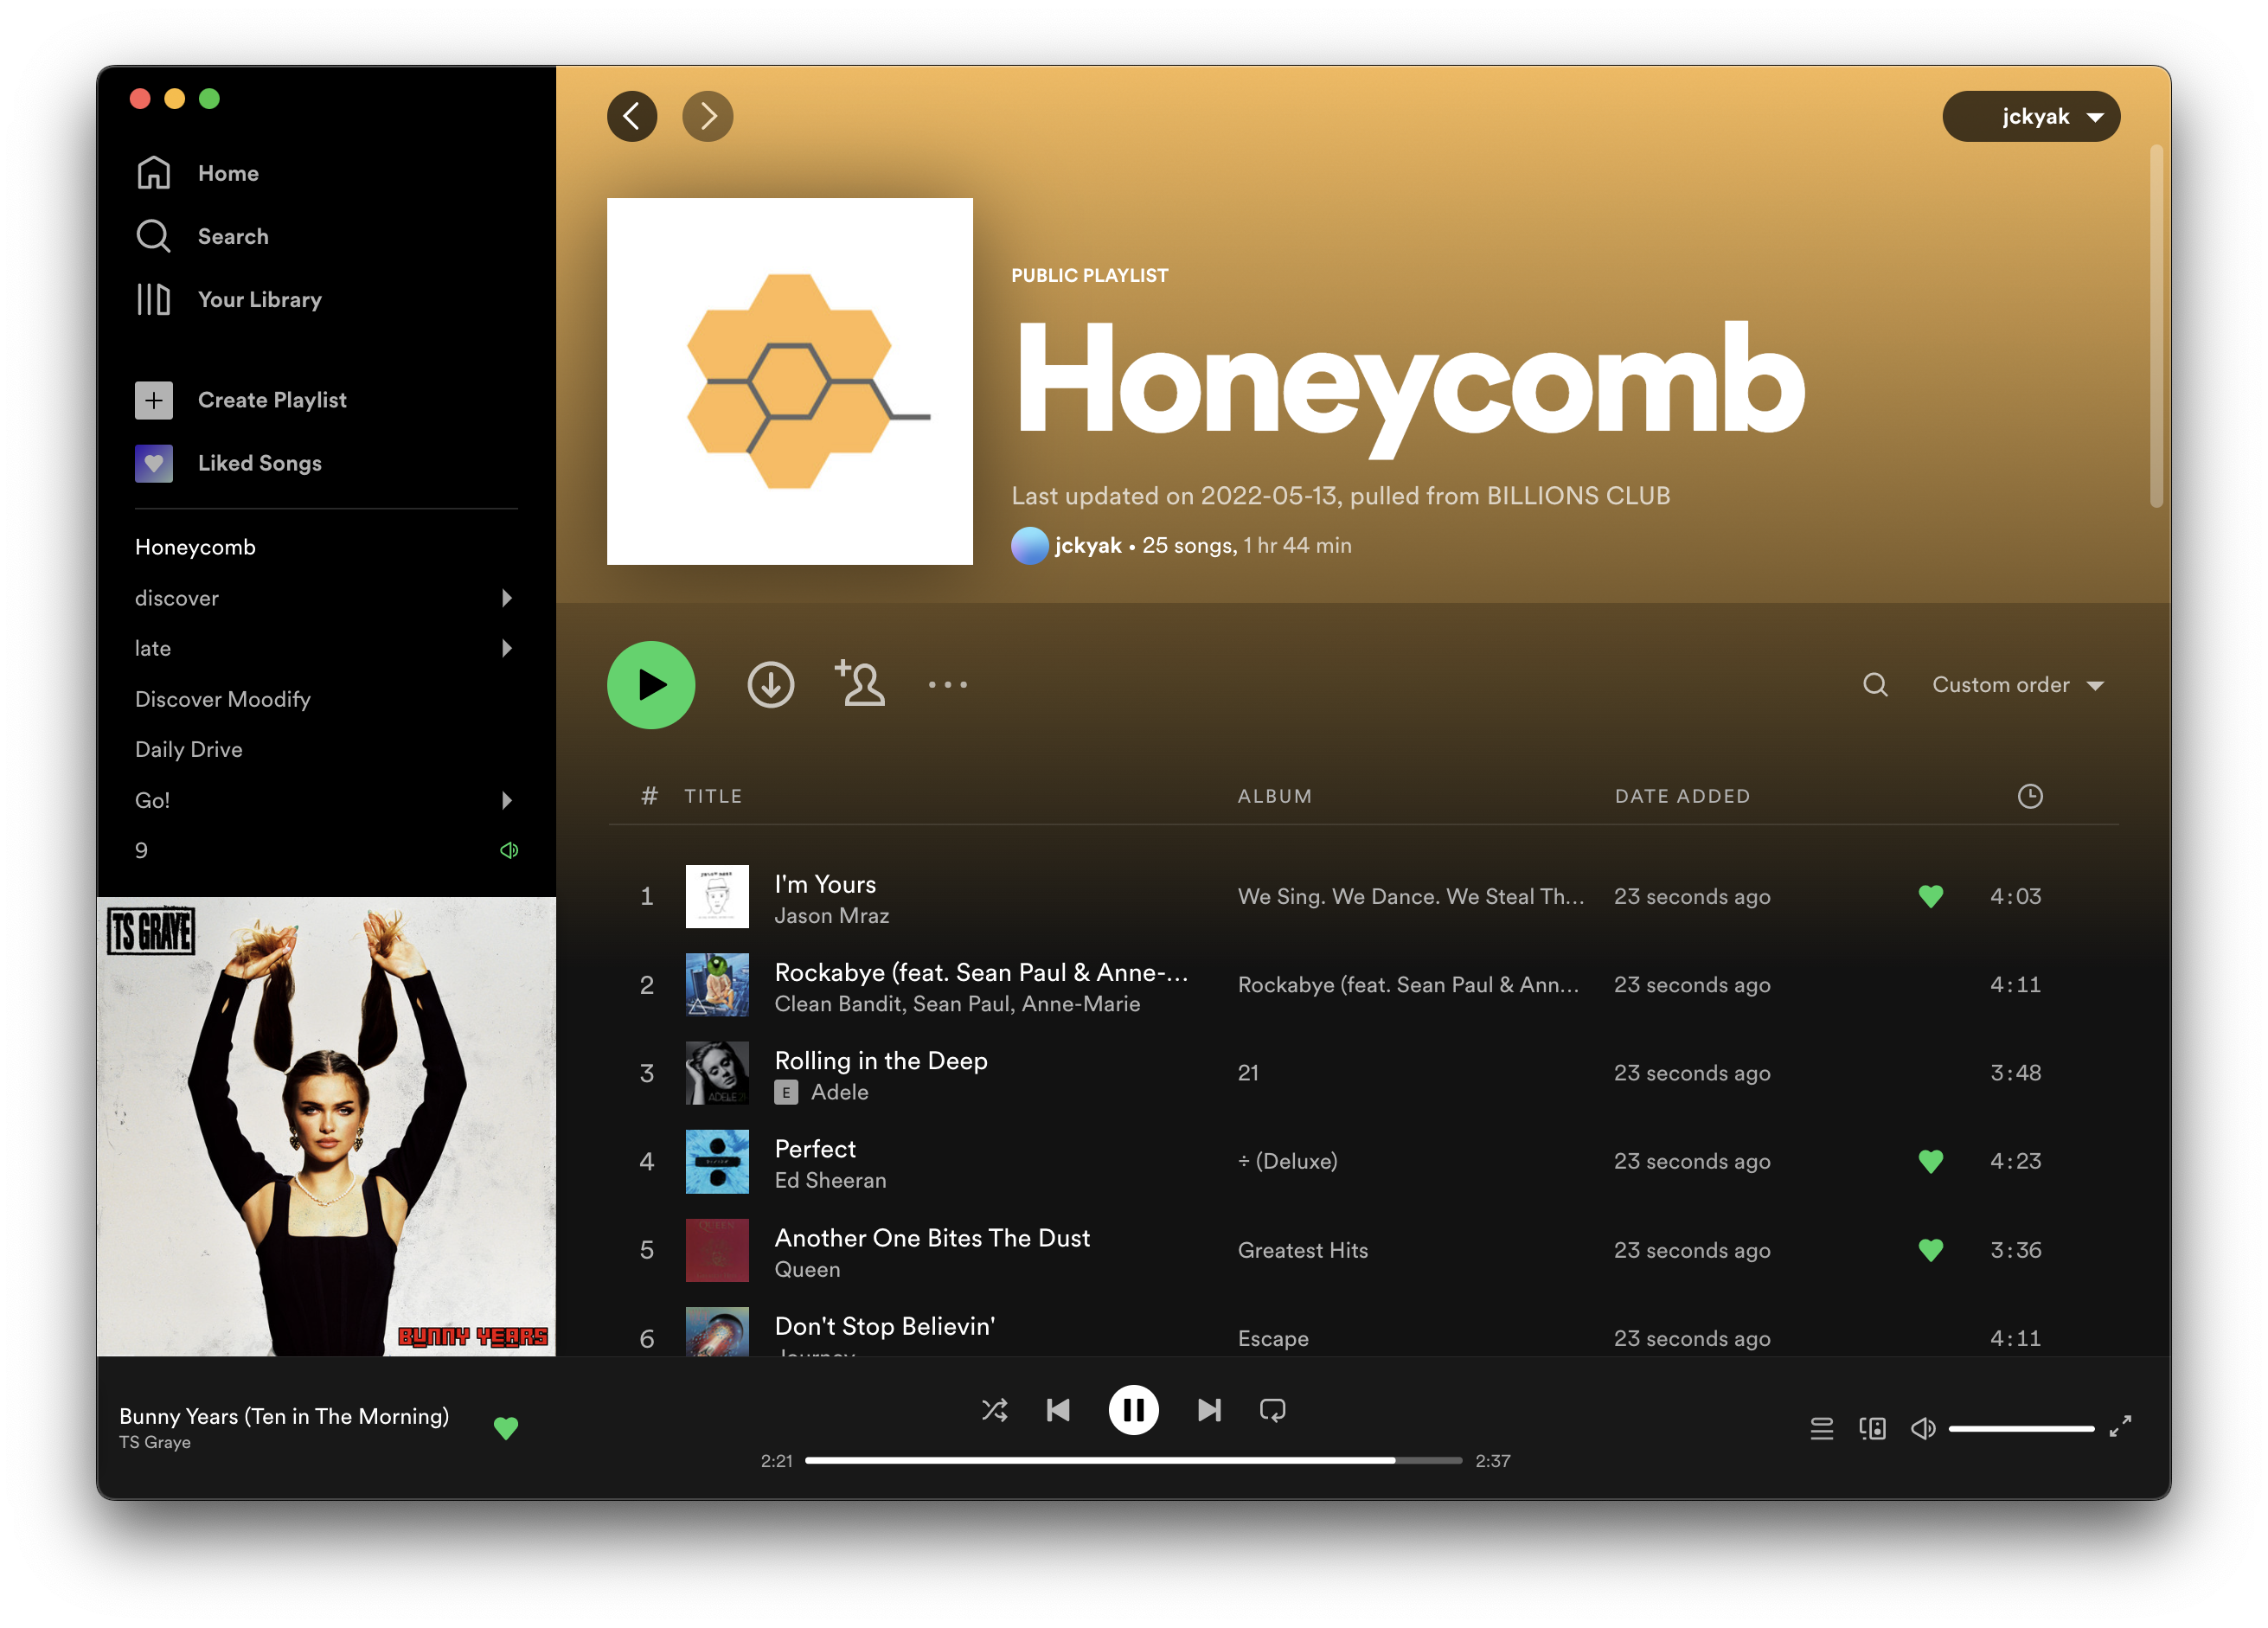 Home
Search
Your Library
Create Playlist
Liked Songs
Honeycomb
discover
late
Discover Moodify
Daily Drive
Go!
9
TS GRAYE
BUNNY YEARS
jckyak
PUBLIC PLAYLIST
Honeycomb
Last updated on 2022-05-13, pulled from BILLIONS CLUB
jckyak • 25 songs, 1 hr 44 min
Custom order
# TITLE ALBUM DATE ADDED
1 I'm Yours We Sing. We Dance. We Steal Th... 23 seconds ago 4:03
Jason Mraz
2 Rockabye (feat. Sean Paul & Anne-... Rockabye (feat. Sean Paul & Ann... 23 seconds ago 4:11
Clean Bandit, Sean Paul, Anne-Marie
3 Rolling in the Deep 21 23 seconds ago 3:48
E Adele
4 Perfect ÷ (Deluxe) 23 seconds ago 4:23
Ed Sheeran
5 Another One Bites The Dust Greatest Hits 23 seconds ago 3:36
Queen
6 Don't Stop Believin' Escape 23 seconds ago 4:11
Journey
Bunny Years (Ten in The Morning)
TS Graye
2:21 2:37